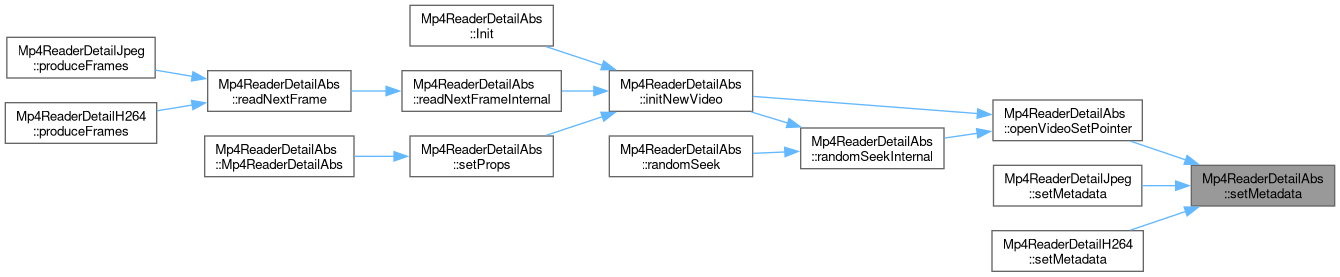 Mp4ReaderDetailJpeg
::produceFrames
Mp4ReaderDetailH264
::produceFrames
Mp4ReaderDetailAbs
::readNextFrame
Mp4ReaderDetailAbs
::Mp4ReaderDetailAbs
Mp4ReaderDetailAbs
::Init
Mp4ReaderDetailAbs
::readNextFrameInternal
Mp4ReaderDetailAbs
::setProps
Mp4ReaderDetailAbs
::initNewVideo
Mp4ReaderDetailAbs
::randomSeek
Mp4ReaderDetailAbs
::randomSeekInternal
Mp4ReaderDetailAbs
::openVideoSetPointer
Mp4ReaderDetailJpeg
::setMetadata
Mp4ReaderDetailH264
::setMetadata
Mp4ReaderDetailAbs
::setMetadata